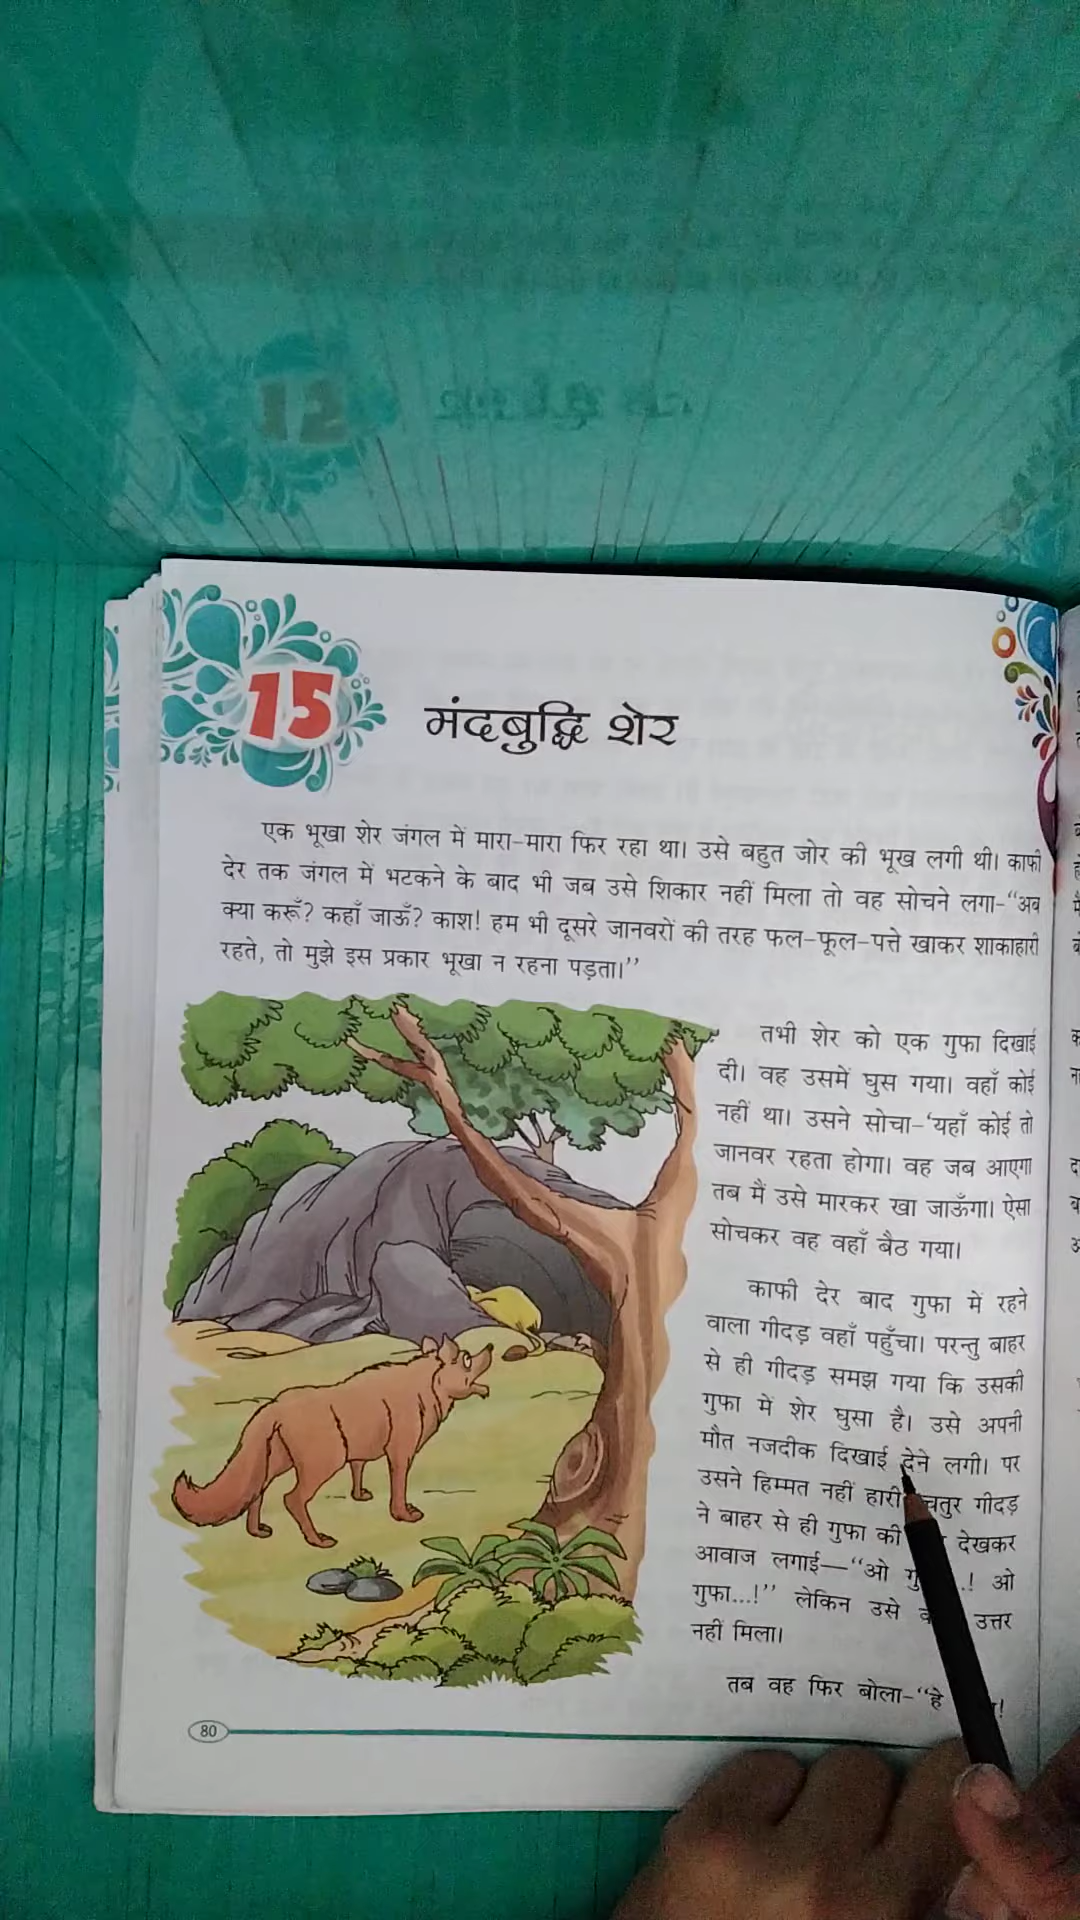 15
मंदबुद्धि शेर
एक भूखा शेर जंगल में मारा-मारा फिर रहा था। उसे बहुत जोर की भूख लगी थी। काफी
देर तक जंगल में भटकने के बाद भी जब उसे शिकार नहीं मिला तो वह सोचने लगा-“अब
क्या करूँ? कहाँ जाऊँ? काश! हम भी दूसरे जानवरों की तरह फल-फूल-पत्ते खाकर शाकाहारी
रहते, तो मुझे इस प्रकार भूखा न रहना पड़ता।”
तभी शेर को एक गुफा दिखाई
दी। वह उसमें घुस गया। वहाँ कोई
नहीं था। उसने सोचा-‘यहाँ कोई तो
जानवर रहता होगा। वह जब आएगा
तब मैं उसे मारकर खा जाऊँगा। ऐसा
सोचकर वह वहाँ बैठ गया।
काफी देर बाद गुफा में रहने
वाला गीदड़ वहाँ पहुँचा। परन्तु बाहर
से ही गीदड़ समझ गया कि उसकी
गुफा में शेर घुसा है। उसे अपनी
मौत नजदीक दिखाई देने लगी। पर
उसने हिम्मत नहीं हारी चतुर गीदड़
ने बाहर से ही गुफा की देखकर
आवाज लगाई—“ओ ...! ओ
गुफा...!” लेकिन उसे उत्तर
नहीं मिला।
तब वह फिर बोला-“हे !
80